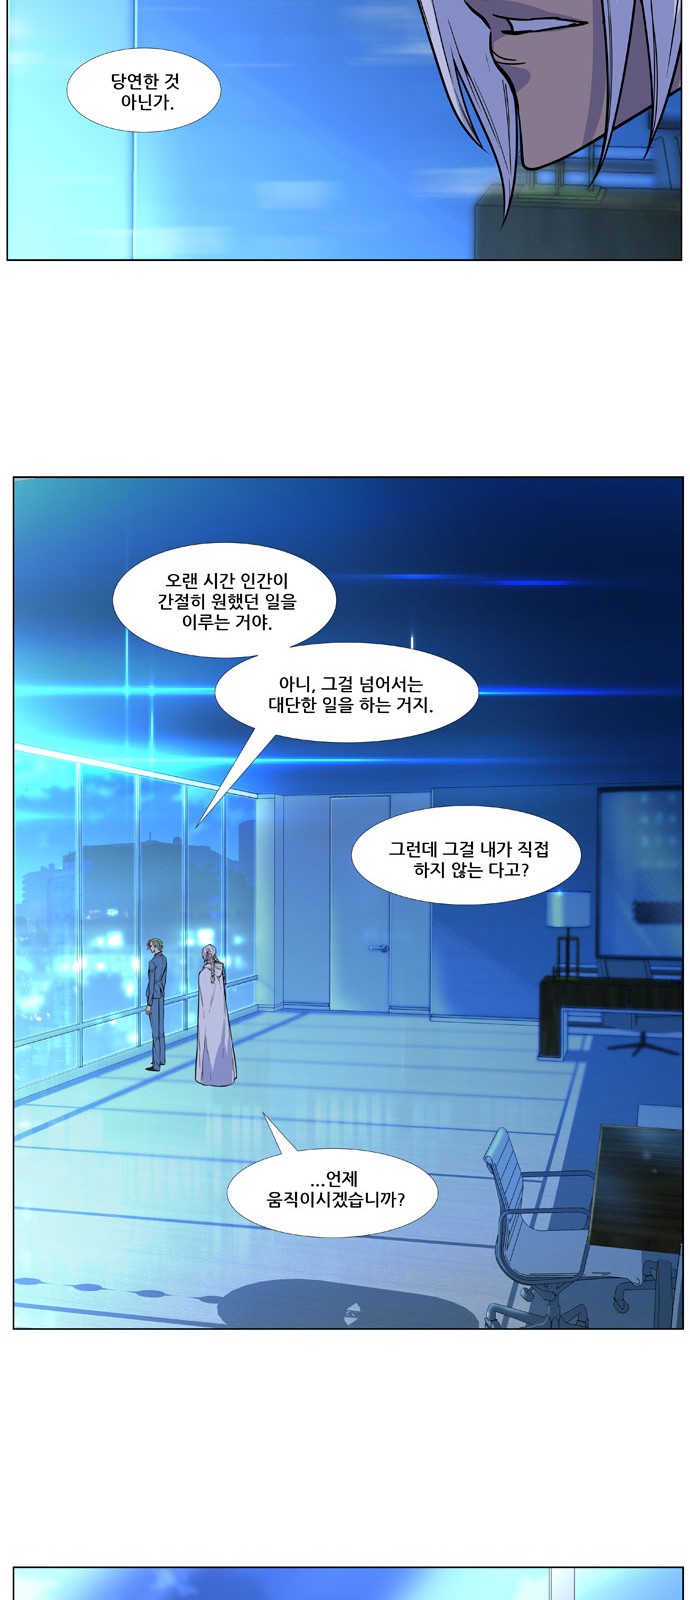 당연한 것
아닌가.
오랜 시간 인간이
간절히 원했던 일을
이루는 거야.
아니, 그걸 넘어서는
대단한 일을 하는 거지.
그런데 그걸 내가 직접
하지 않는 다고?
...언제
움직이시겠습니까?